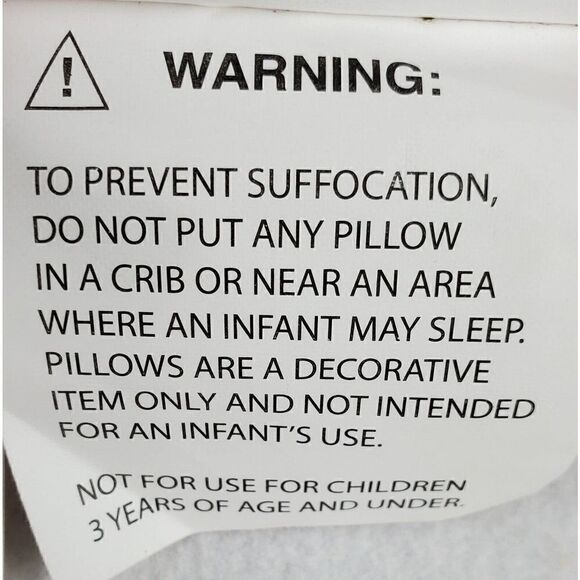 WARNING:
TO PREVENT SUFFOCATION,
DO NOT PUT ANY PILLOW
IN A CRIB OR NEAR AN AREA
WHERE AN INFANT MAY SLEEP.
PILLOWS ARE A DECORATIVE
ITEM ONLY AND NOT INTENDED
FOR AN INFANT'S USE.
NOT FOR USE FOR CHILDREN
3 YEARS OF AGE AND UNDER.